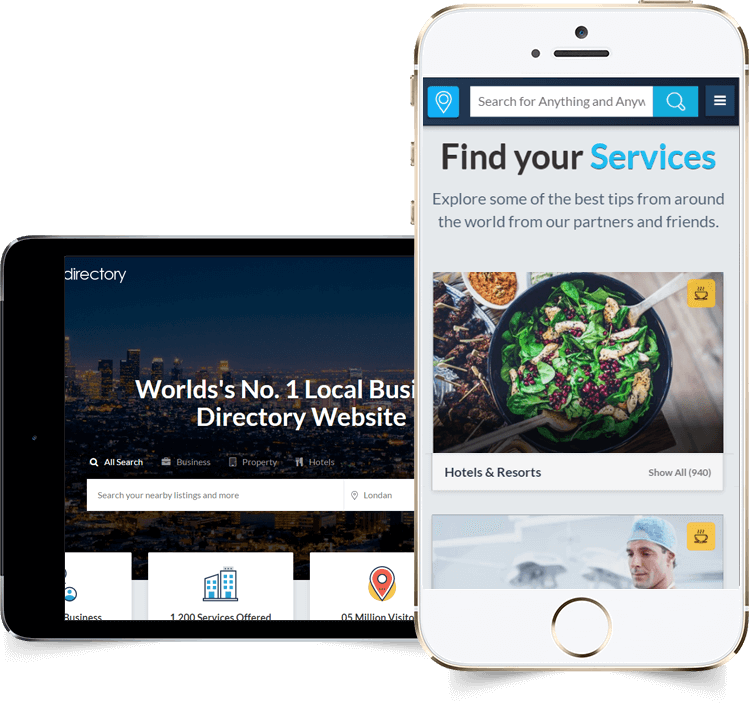 directory
Worlds's No. 1 Local Busi
Directory Website
All Search Business Property Hotels
Search your nearby listings and more Londan
Business 1,200 Services Offered 05 Million Visito
Search for Anything and Anyw
Find your Services
Explore some of the best tips from around
the world from our partners and friends.
Hotels & Resorts Show All (940)